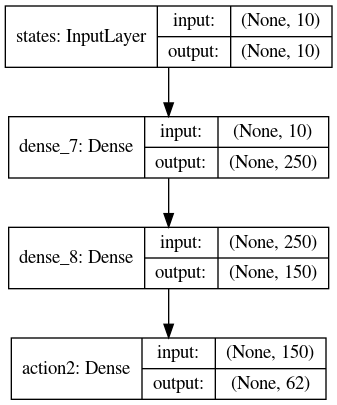 states: InputLayer
input: (None, 10)
output: (None, 10)
dense_7: Dense
input: (None, 10)
output: (None, 250)
dense_8: Dense
input: (None, 250)
output: (None, 150)
action2: Dense
input: (None, 150)
output: (None, 62)